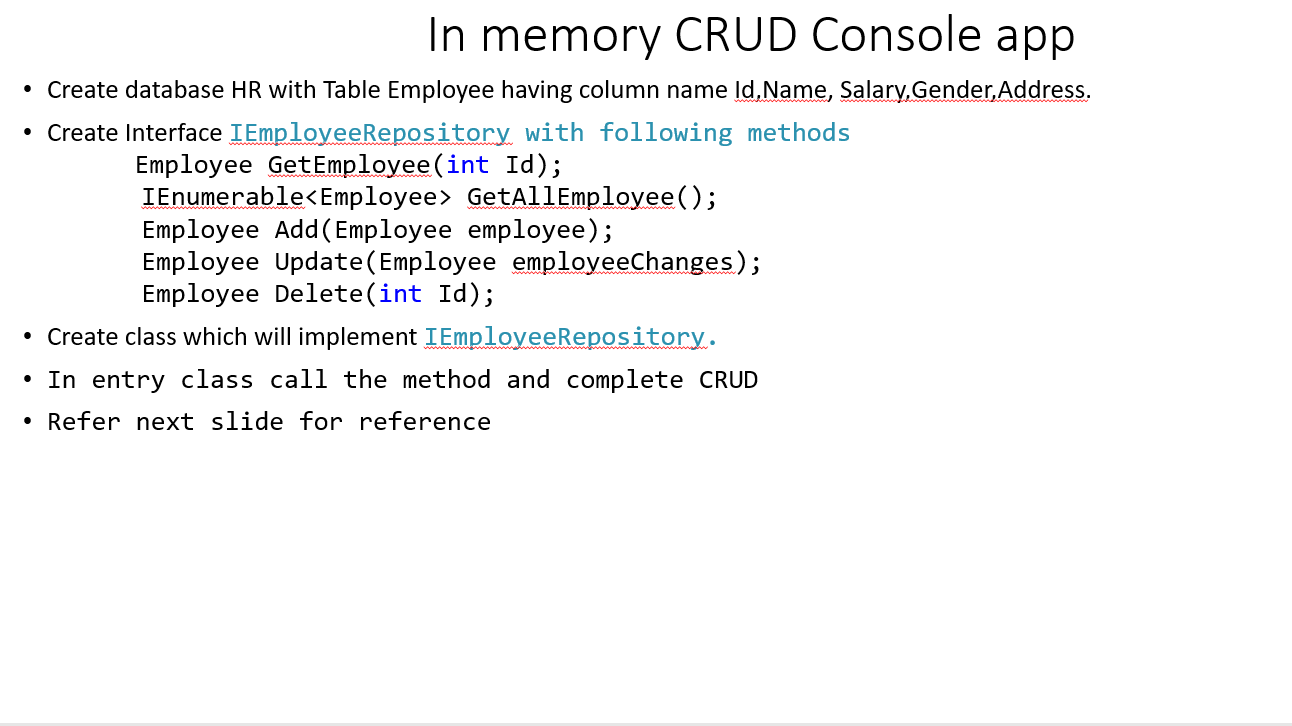 In memory CRUD Console app
• Create database HR with Table Employee having column name Id,Name, Salary,Gender,Address.
• Create Interface IEmployeeRepository with following methods
Employee GetEmployee(int Id);
IEnumerable<Employee> GetAllEmployee();
Employee Add(Employee employee);
Employee Update(Employee employeeChanges);
Employee Delete(int Id);
• Create class which will implement IEmployeeRepository.
• In entry class call the method and complete CRUD
• Refer next slide for reference